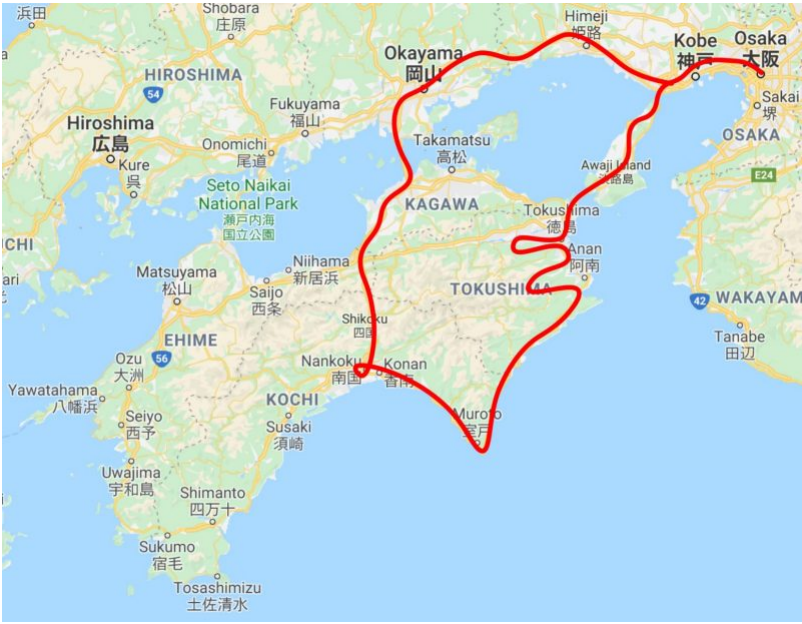 浜田
Shobara
庄原
Himeji
姫路
Kobe
神戸
Osaka
大阪
Okayama
岡山
HIROSHIMA
54
Fukuyama
福山
Sakai
堺
Hiroshima
広島
Onomichi
尾道
Takamatsu
高松
OSAKA
Kure
呉
Awaji Island
淡路島
E24
Seto Naikai
National Park
瀬戸内海
国立公園
KAGAWA
Tokushima
徳島
CHI
Anan
阿南
Niihama
新居浜
Matsuyama
松山
Saijo
西条
TOKUSHIMA
42
WAKAYAM
ari
Shikoku
四国
EHIME
Tanabe
田辺
Ozu
大洲
56
Nankoku
南国
Konan
香南
Yawatahama
八幡浜
KOCHI
Muroto
室戸
Seiyo
西予
Susaki
須崎
Uwajima
宇和島
Shimanto
四万十
Sukumo
宿毛
Tosashimizu
土佐清水